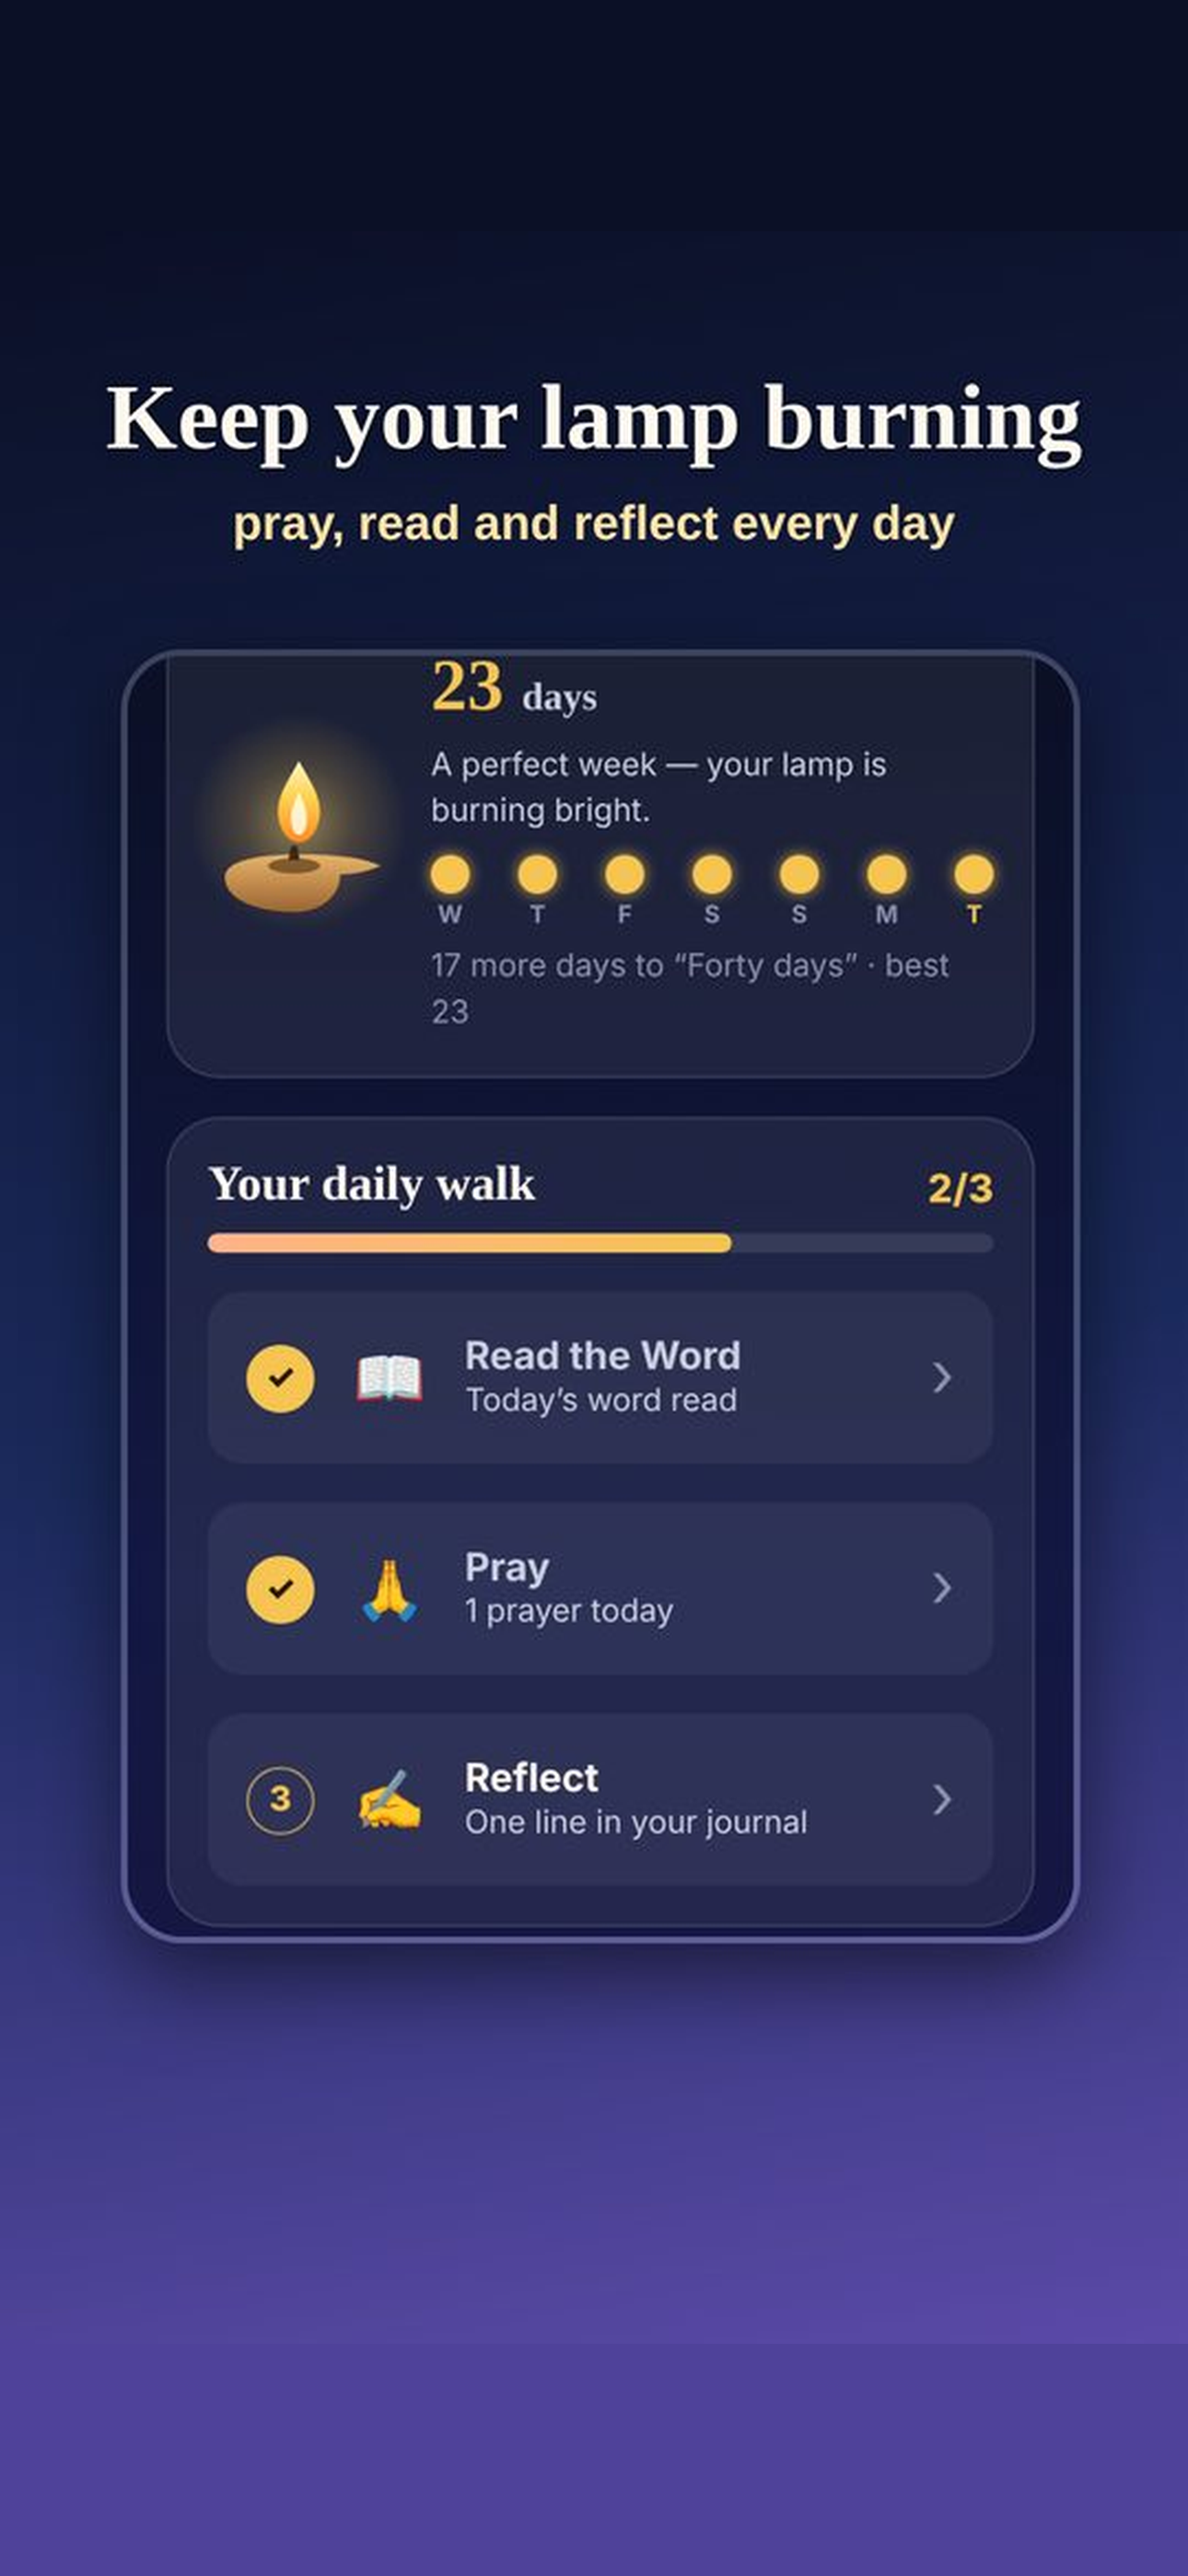 Keep your lamp burning
pray, read and reflect every day
23 days
A perfect week — your lamp is
burning bright.
W T F S S M T
17 more days to “Forty days” · best
23
Your daily walk 2/3
Read the Word
Today’s word read
Pray
1 prayer today
3 Reflect
One line in your journal